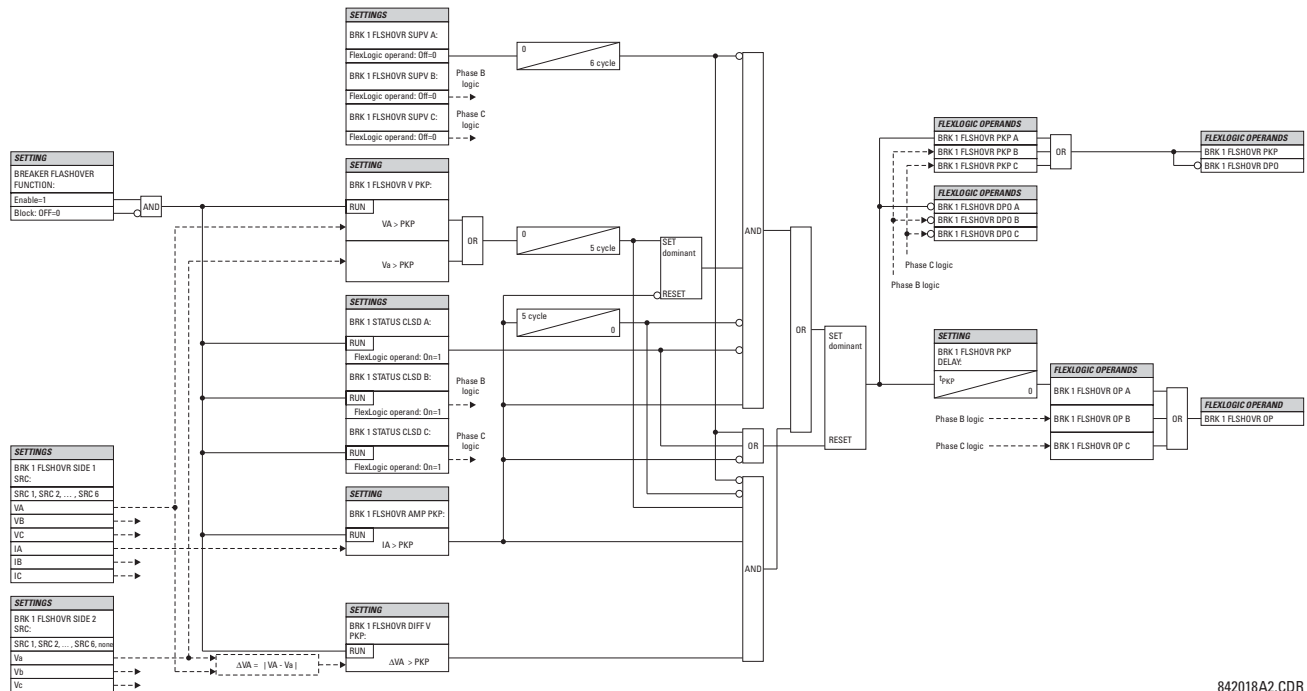 SETTING
BREAKER FLASHOVER
FUNCTION:
Enable=1
Block: OFF=0
AND
SETTINGS
BRK 1 FLSHOVR SIDE 1
SRC:
SRC 1, SRC 2, ... , SRC 6
VA
VB
VC
IA
IB
IC
SETTINGS
BRK 1 FLSHOVR SIDE 2
SRC:
SRC 1, SRC 2, ... , SRC 6, none
Va
Vb
Vc
ΔVA = | VA - Va |
SETTINGS
BRK 1 FLSHOVR SUPV A:
FlexLogic operand: Off=0
BRK 1 FLSHOVR SUPV B:
FlexLogic operand: Off=0
BRK 1 FLSHOVR SUPV C:
FlexLogic operand: Off=0
Phase B
logic
Phase C
logic
SETTING
BRK 1 FLSHOVR V PKP:
RUN
VA > PKP
Va > PKP
OR
SETTINGS
BRK 1 STATUS CLSD A:
RUN
FlexLogic operand: On=1
BRK 1 STATUS CLSD B:
RUN
FlexLogic operand: On=1
BRK 1 STATUS CLSD C:
RUN
FlexLogic operand: On=1
Phase B
logic
Phase C
logic
SETTING
BRK 1 FLSHOVR AMP PKP:
RUN
IA > PKP
SETTING
BRK 1 FLSHOVR DIFF V
PKP:
RUN
ΔVA > PKP
0
6 cycle
0
5 cycle
5 cycle
0
SET
dominant
RESET
AND
OR
AND
OR
SET
dominant
RESET
FLEXLOGIC OPERANDS
BRK 1 FLSHOVR PKP A
BRK 1 FLSHOVR PKP B
BRK 1 FLSHOVR PKP C
OR
FLEXLOGIC OPERANDS
BRK 1 FLSHOVR PKP
BRK 1 FLSHOVR DPO
FLEXLOGIC OPERANDS
BRK 1 FLSHOVR DPO A
BRK 1 FLSHOVR DPO B
BRK 1 FLSHOVR DPO C
Phase C logic
Phase B logic
SETTING
BRK 1 FLSHOVR PKP
DELAY:
tPKP
0
FLEXLOGIC OPERANDS
BRK 1 FLSHOVR OP A
BRK 1 FLSHOVR OP B
BRK 1 FLSHOVR OP C
Phase B logic
Phase C logic
OR
FLEXLOGIC OPERAND
BRK 1 FLSHOVR OP
842018A2.CDR